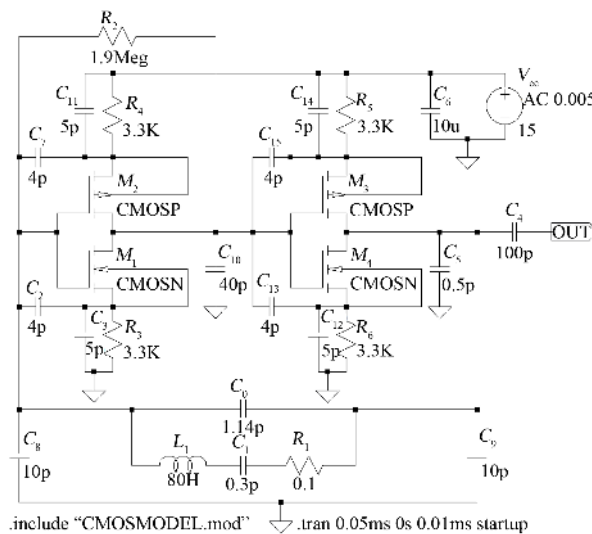 R2
1.9Meg
C11
5p
R4
3.3K
C14
5p
R5
3.3K
C6
10u
AC 0.005
15
4p
M2
CMOSP
C15
4p
M3
CMOSP
M1
CMOSN
C10
40p
M4
CMOSN
C4
100p
OUT
C5
0.5p
C2
4p
C3
5p
R3
3.3K
C13
4p
C12
5p
R6
3.3K
C0
1.14p
C8
10p
L1
80H
C1
0.3p
R1
0.1
C9
10p
.include “CMOSMODEL.mod”
.tran 0.05ms 0s 0.01ms startup